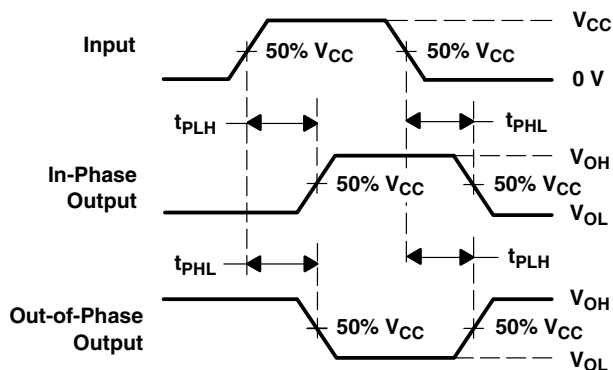 V_CC
Input
50% V_CC
50% V_CC
0 V
t_PLH
t_PHL
In-Phase
Output
50% V_CC
50% V_CC
V_OH
V_OL
t_PHL
t_PLH
Out-of-Phase
Output
50% V_CC
50% V_CC
V_OH
V_OL